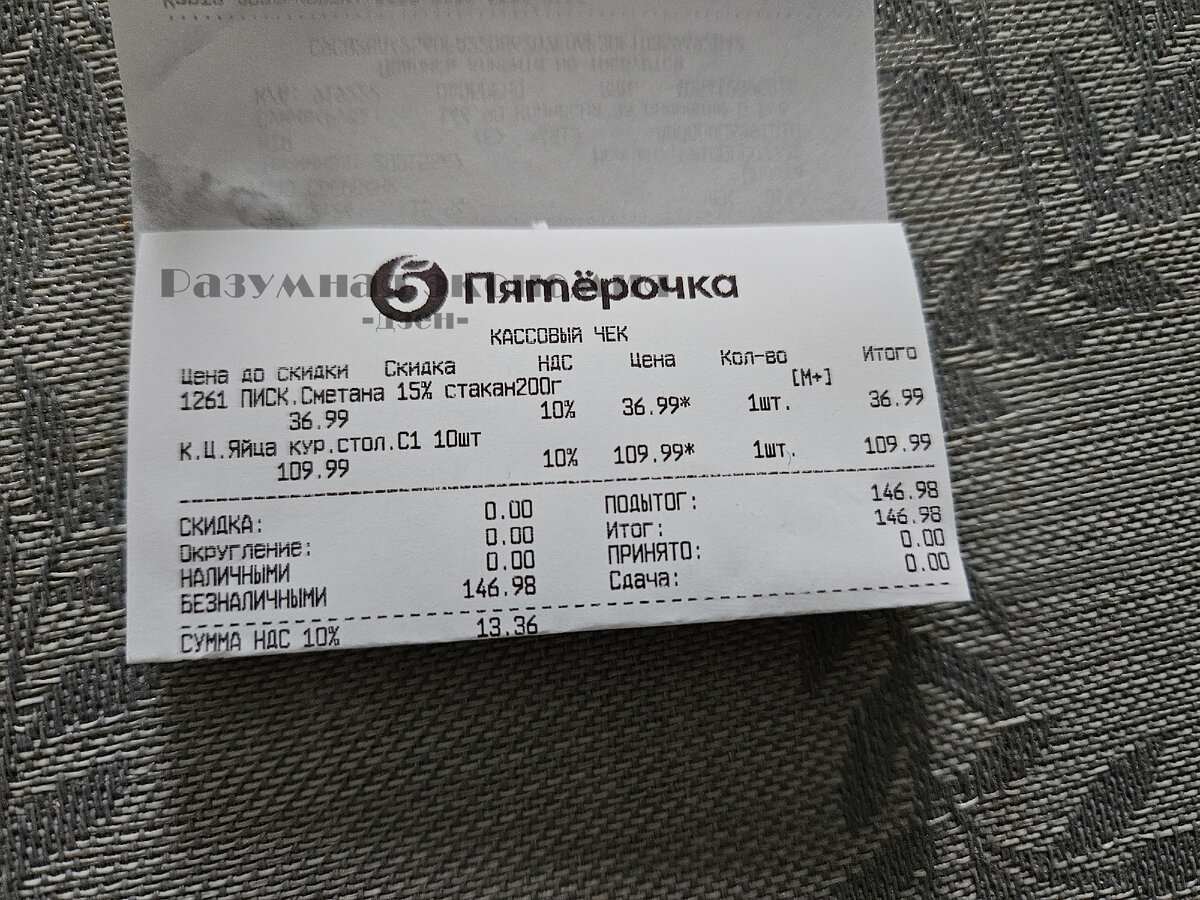 Разумная экономика
-дзен-
5 Пятёрочка
КАССОВЫЙ ЧЕК
Цена до скидки Скидка НДС Цена Кол-во Итого
1261 ПИСК.Сметана 15% стакан200г [М+]
36.99 10% 36.99* 1шт. 36.99
К.Ц.Яйца кур.стол.С1 10шт
109.99 10% 109.99* 1шт. 109.99
СКИДКА: 0.00 ПОДЫТОГ: 146.98
Округление: 0.00 Итог: 146.98
НАЛИЧНЫМИ 0.00 ПРИНЯТО: 0.00
БЕЗНАЛИЧНЫМИ 146.98 Сдача: 0.00
СУММА НДС 10% 13.36